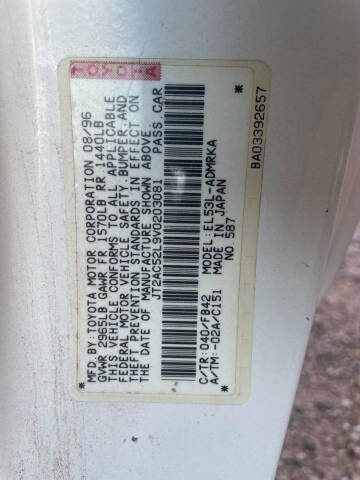 TOYOTA
MFD BY: TOYOTA MOTOR CORPORATION 08/96
GVWR 2965LB GAWR FR 1570LB RR 1440LB
THIS VEHICLE CONFORMS TO ALL APPLICABLE
FEDERAL MOTOR VEHICLE SAFETY, BUMPER, AND
THEFT PREVENTION STANDARDS IN EFFECT ON
THE DATE OF MANUFACTURE SHOWN ABOVE.
JT2AC52L9V0203081 PASS.CAR
C/TR:040/FB42 MODEL:EL53L-ADMRKA
A/TM:-02A/C151 MADE IN JAPAN
NO.587
BA03392657